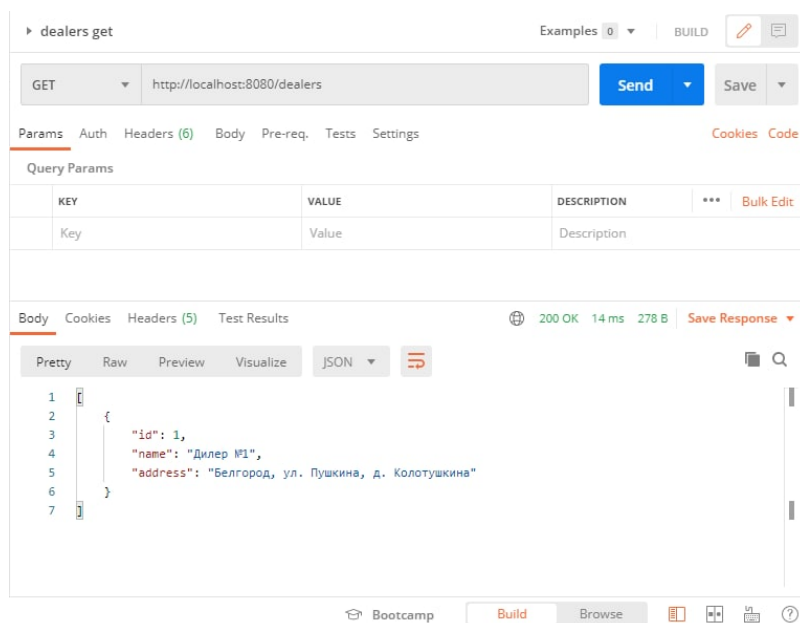 dealers get
Examples 0
BUILD
GET
http://localhost:8080/dealers
Send
Save
Params Auth Headers (6) Body Pre-req. Tests Settings
Cookies Code
Query Params
KEY VALUE DESCRIPTION ••• Bulk Edit
Key Value Description
Body Cookies Headers (5) Test Results
200 OK 14 ms 278 B Save Response
Pretty Raw Preview Visualize JSON
1 [
2 {
3 "id": 1,
4 "name": "Дилер №1",
5 "address": "Белгород, ул. Пушкина, д. Колотушкина"
6 }
7 ]
Bootcamp Build Browse ?